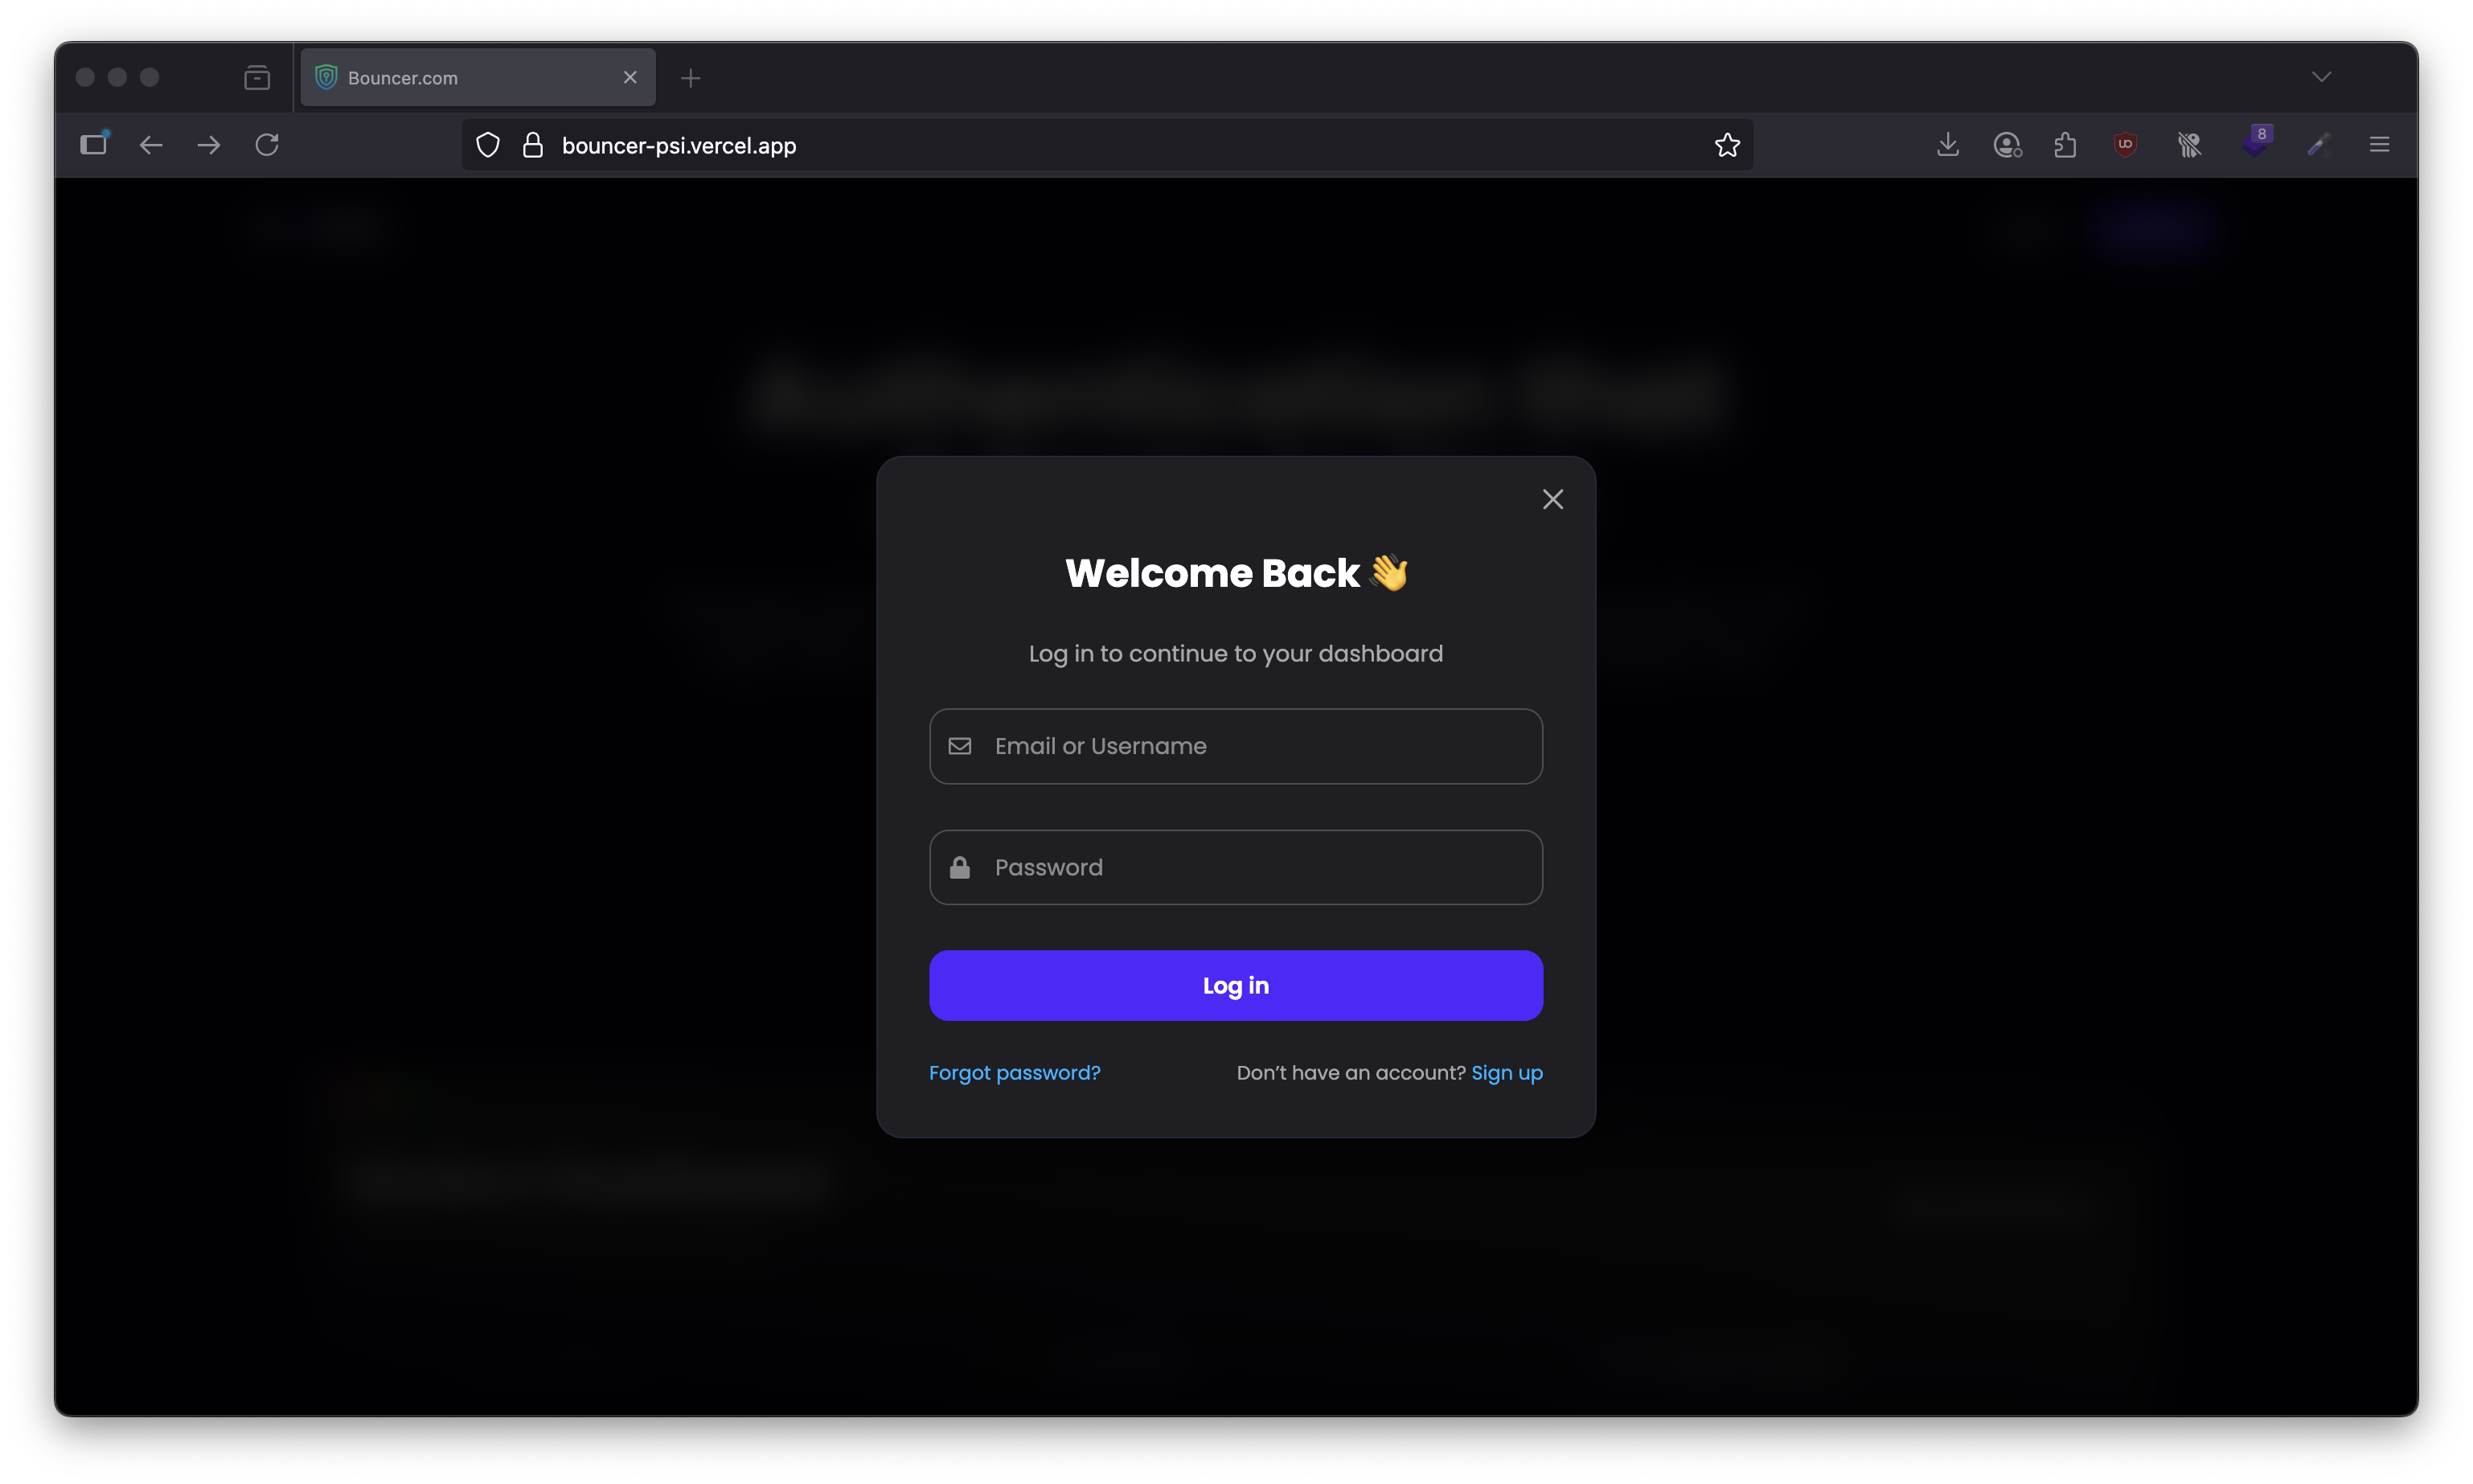 Bouncer.com
bouncer-psi.vercel.app
8
Welcome Back 👋
Log in to continue to your dashboard
Email or Username
Password
Log in
Forgot password? Don’t have an account? Sign up